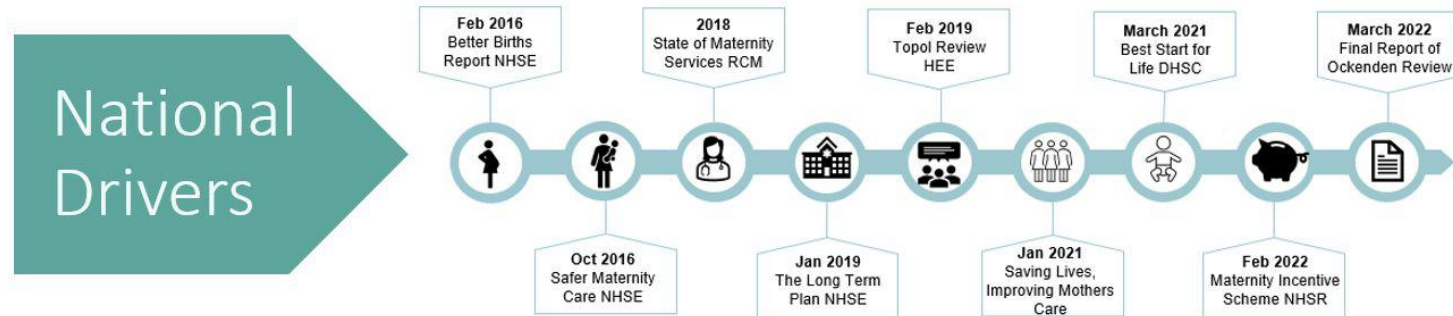 National
Drivers
Feb 2016
Better Births
Report NHSE
Oct 2016
Safer Maternity
Care NHSE
2018
State of Maternity
Services RCM
Jan 2019
The Long Term
Plan NHSE
Feb 2019
Topol Review
HEE
Jan 2021
Saving Lives,
Improving Mothers
Care
March 2021
Best Start for
Life DHSC
Feb 2022
Maternity Incentive
Scheme NHSR
March 2022
Final Report of
Ockenden Review